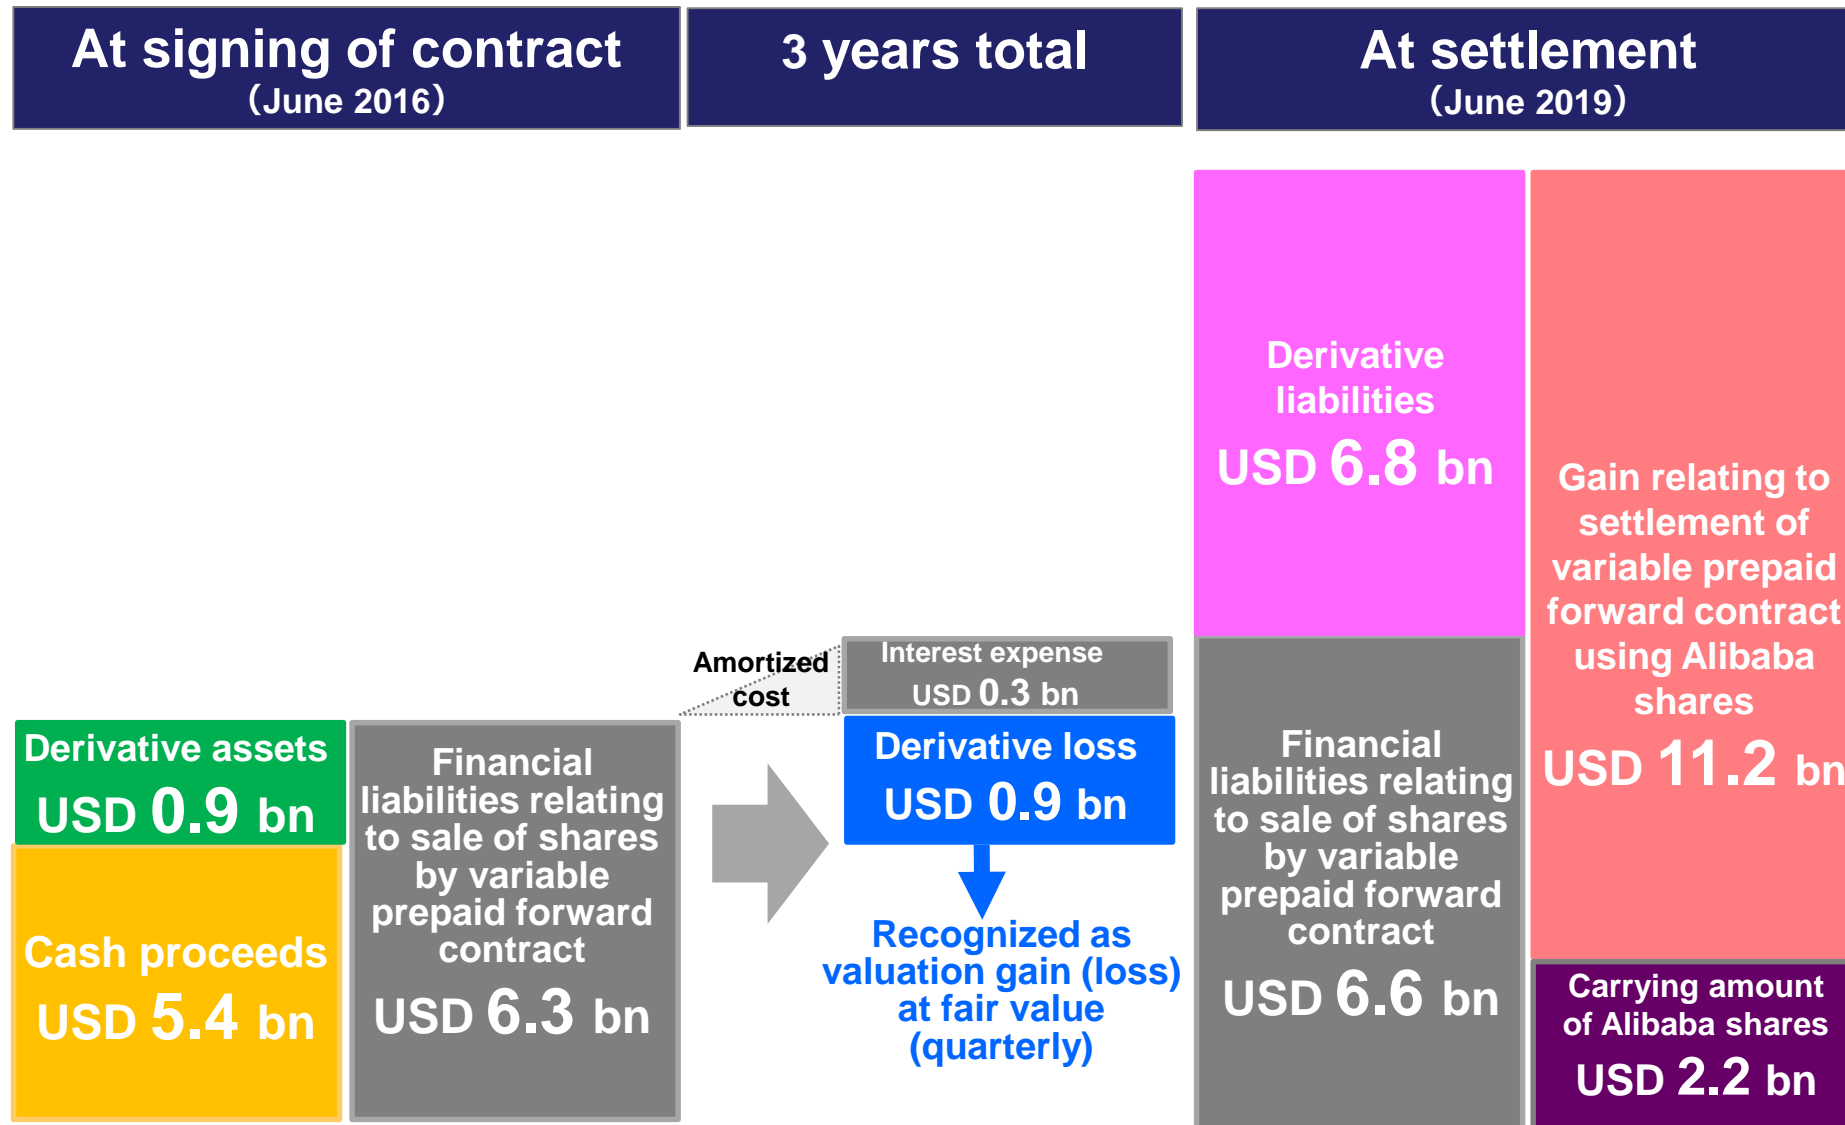 At signing of contract
（June 2016）
3 years total
At settlement
（June 2019）
Derivative assets
USD 0.9 bn
Cash proceeds
USD 5.4 bn
Financial
liabilities relating
to sale of shares
by variable
prepaid forward
contract
USD 6.3 bn
Amortized
cost
Interest expense
USD 0.3 bn
Derivative loss
USD 0.9 bn
Recognized as
valuation gain (loss)
at fair value
(quarterly)
Derivative
liabilities
USD 6.8 bn
Financial
liabilities relating
to sale of shares
by variable
prepaid forward
contract
USD 6.6 bn
Gain relating to
settlement of
variable prepaid
forward contract
using Alibaba
shares
USD 11.2 bn
Carrying amount
of Alibaba shares
USD 2.2 bn